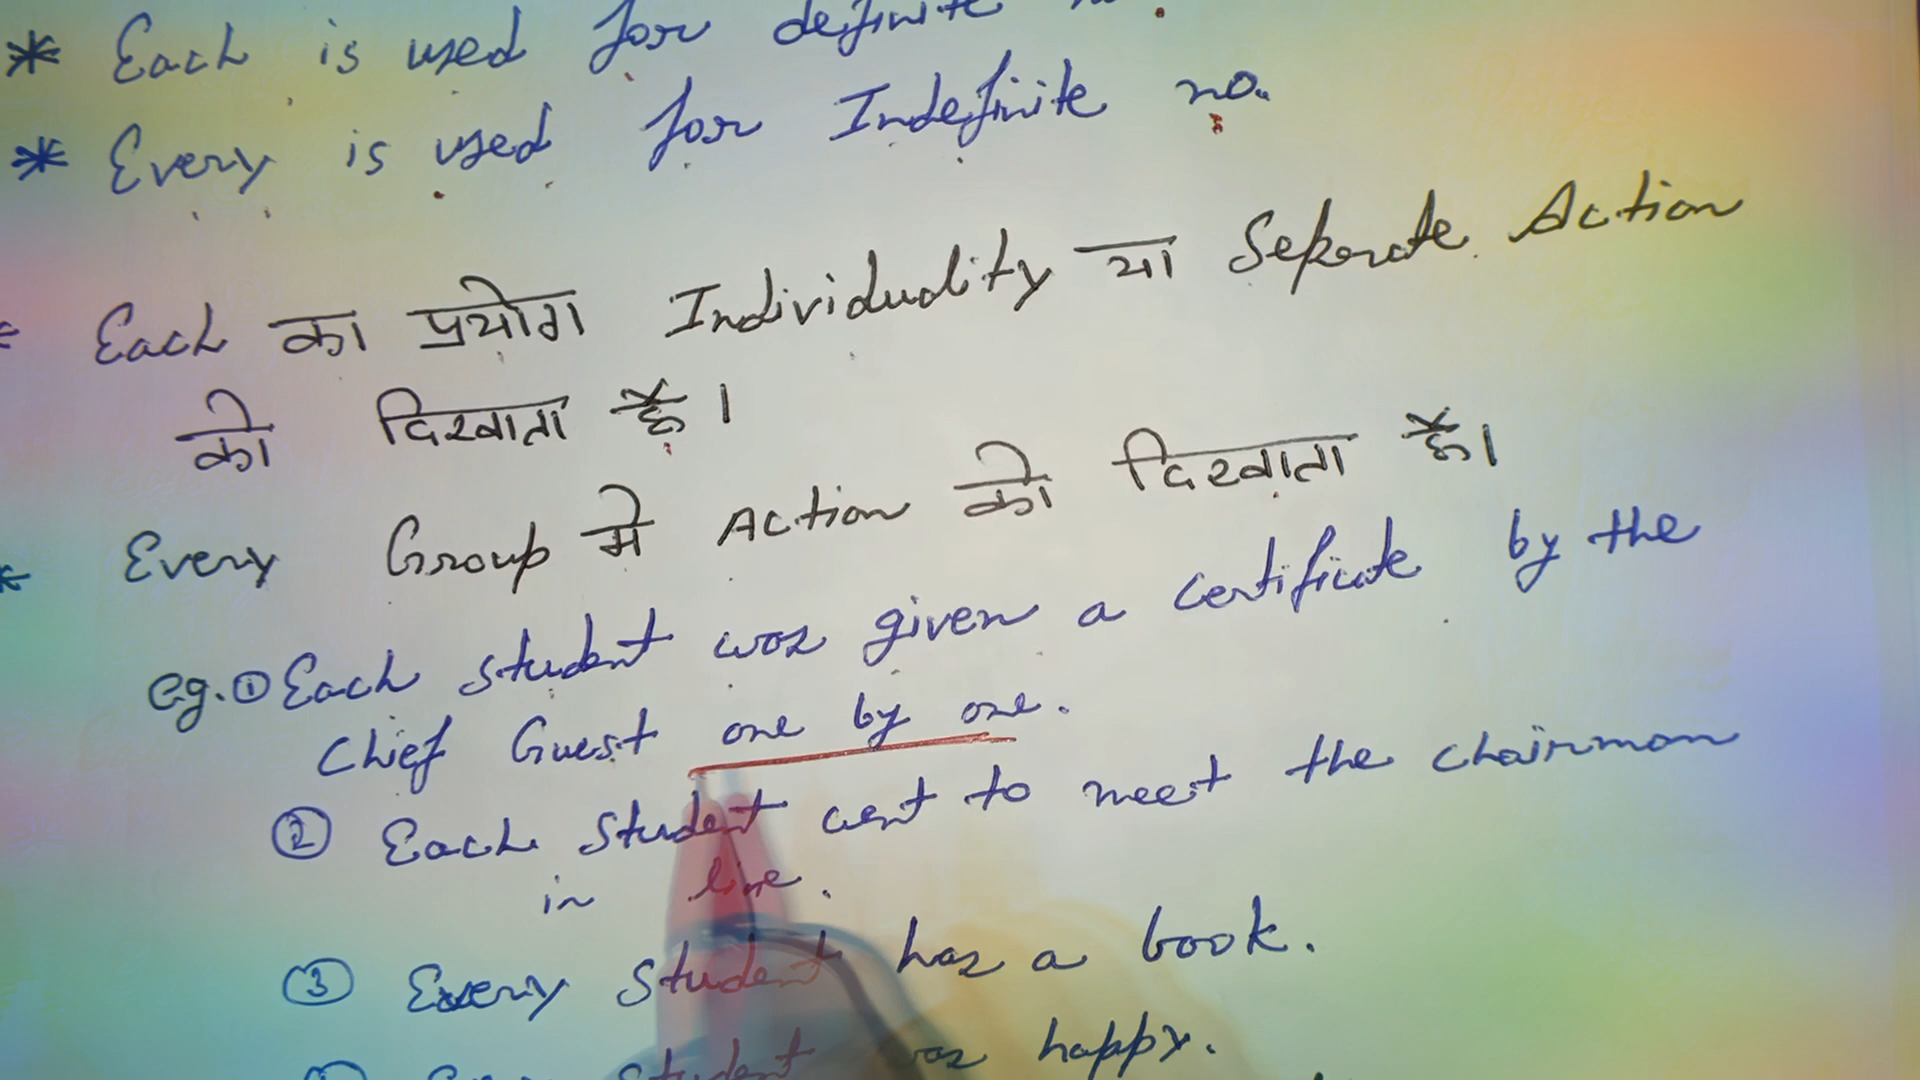 * Each is used for definite
* Every is used for Indefinite no.
Each का प्रयोग Individuality या Seperate Action
को दिखाता है।
* Every Group मे Action को दिखाता है।
eg. ① Each student was given a certificate by the
Chief Guest one by one.
② Each student went to meet the chairman
in line.
③ Every student has a book.
student was happy.